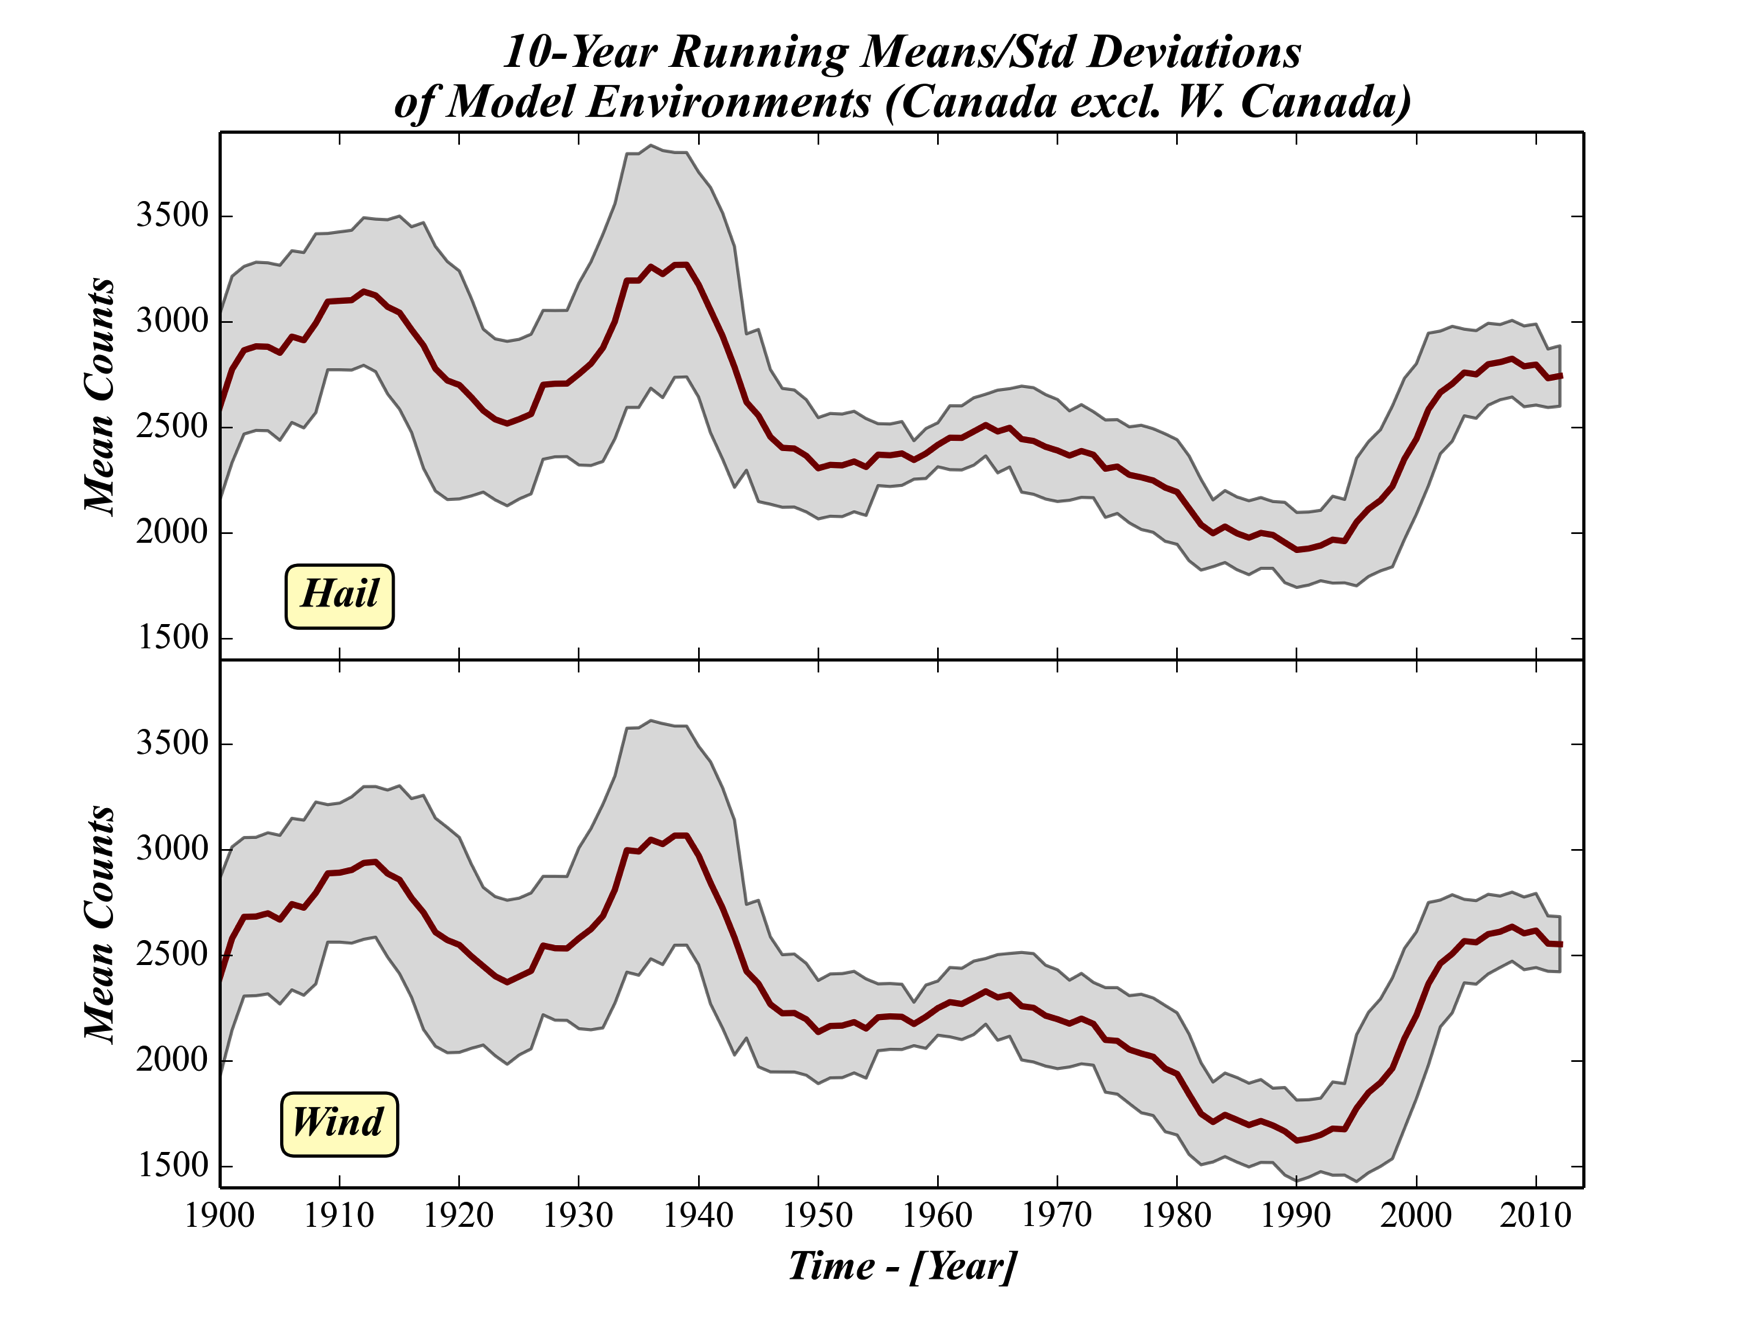 10-Year Running Means/Std Deviations
of Model Environments (Canada excl. W. Canada)
Mean Counts
3500
3000
2500
2000
1500
Hail
Mean Counts
3500
3000
2500
2000
1500
Wind
1900 1910 1920 1930 1940 1950 1960 1970 1980 1990 2000 2010
Time - [Year]